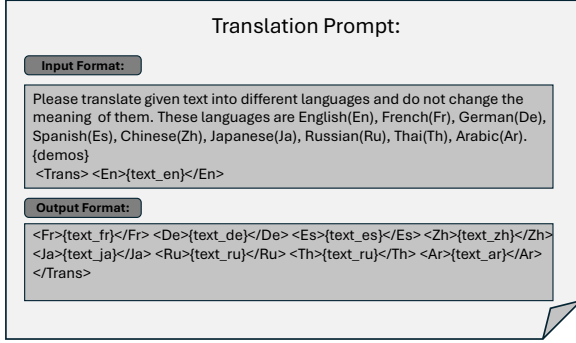 Translation Prompt:
Input Format:
Please translate given text into different languages and do not change the
meaning of them. These languages are English(En), French(Fr), German(De),
Spanish(Es), Chinese(Zh), Japanese(Ja), Russian(Ru), Thai(Th), Arabic(Ar).
{demos}
<Trans> <En>{text_en}</En>
Output Format:
<Fr>{text_fr}</Fr> <De>{text_de}</De> <Es>{text_es}</Es> <Zh>{text_zh}</Zh>
<Ja>{text_ja}</Ja> <Ru>{text_ru}</Ru> <Th>{text_ru}</Th> <Ar>{text_ar}</Ar>
</Trans>